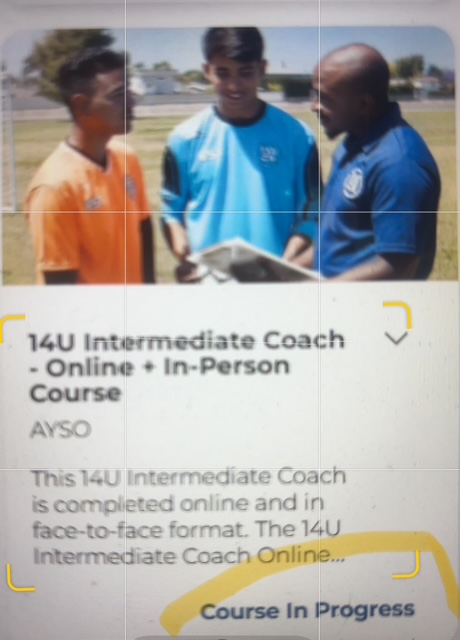 14U Intermediate Coach
- Online + In-Person
Course
AYSO
This 14U Intermediate Coach
is completed online and in
face-to-face format. The 14U
Intermediate Coach Online...
Course In Progress